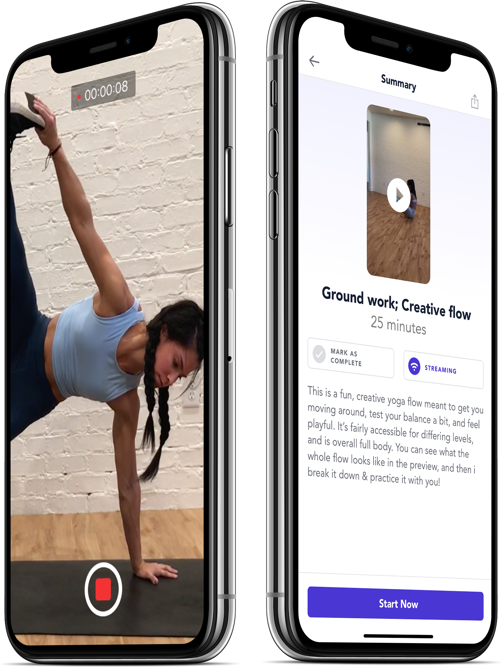 00:00:08
Summary
Ground work; Creative flow
25 minutes
MARK AS
COMPLETE
STREAMING
This is a fun, creative yoga flow meant to get you
moving around, test your balance a bit, and feel
playful. It's fairly accessible for differing levels,
and is overall full body. You can see what the
whole flow looks like in the preview, and then i
break it down & practice it with you!
Start Now